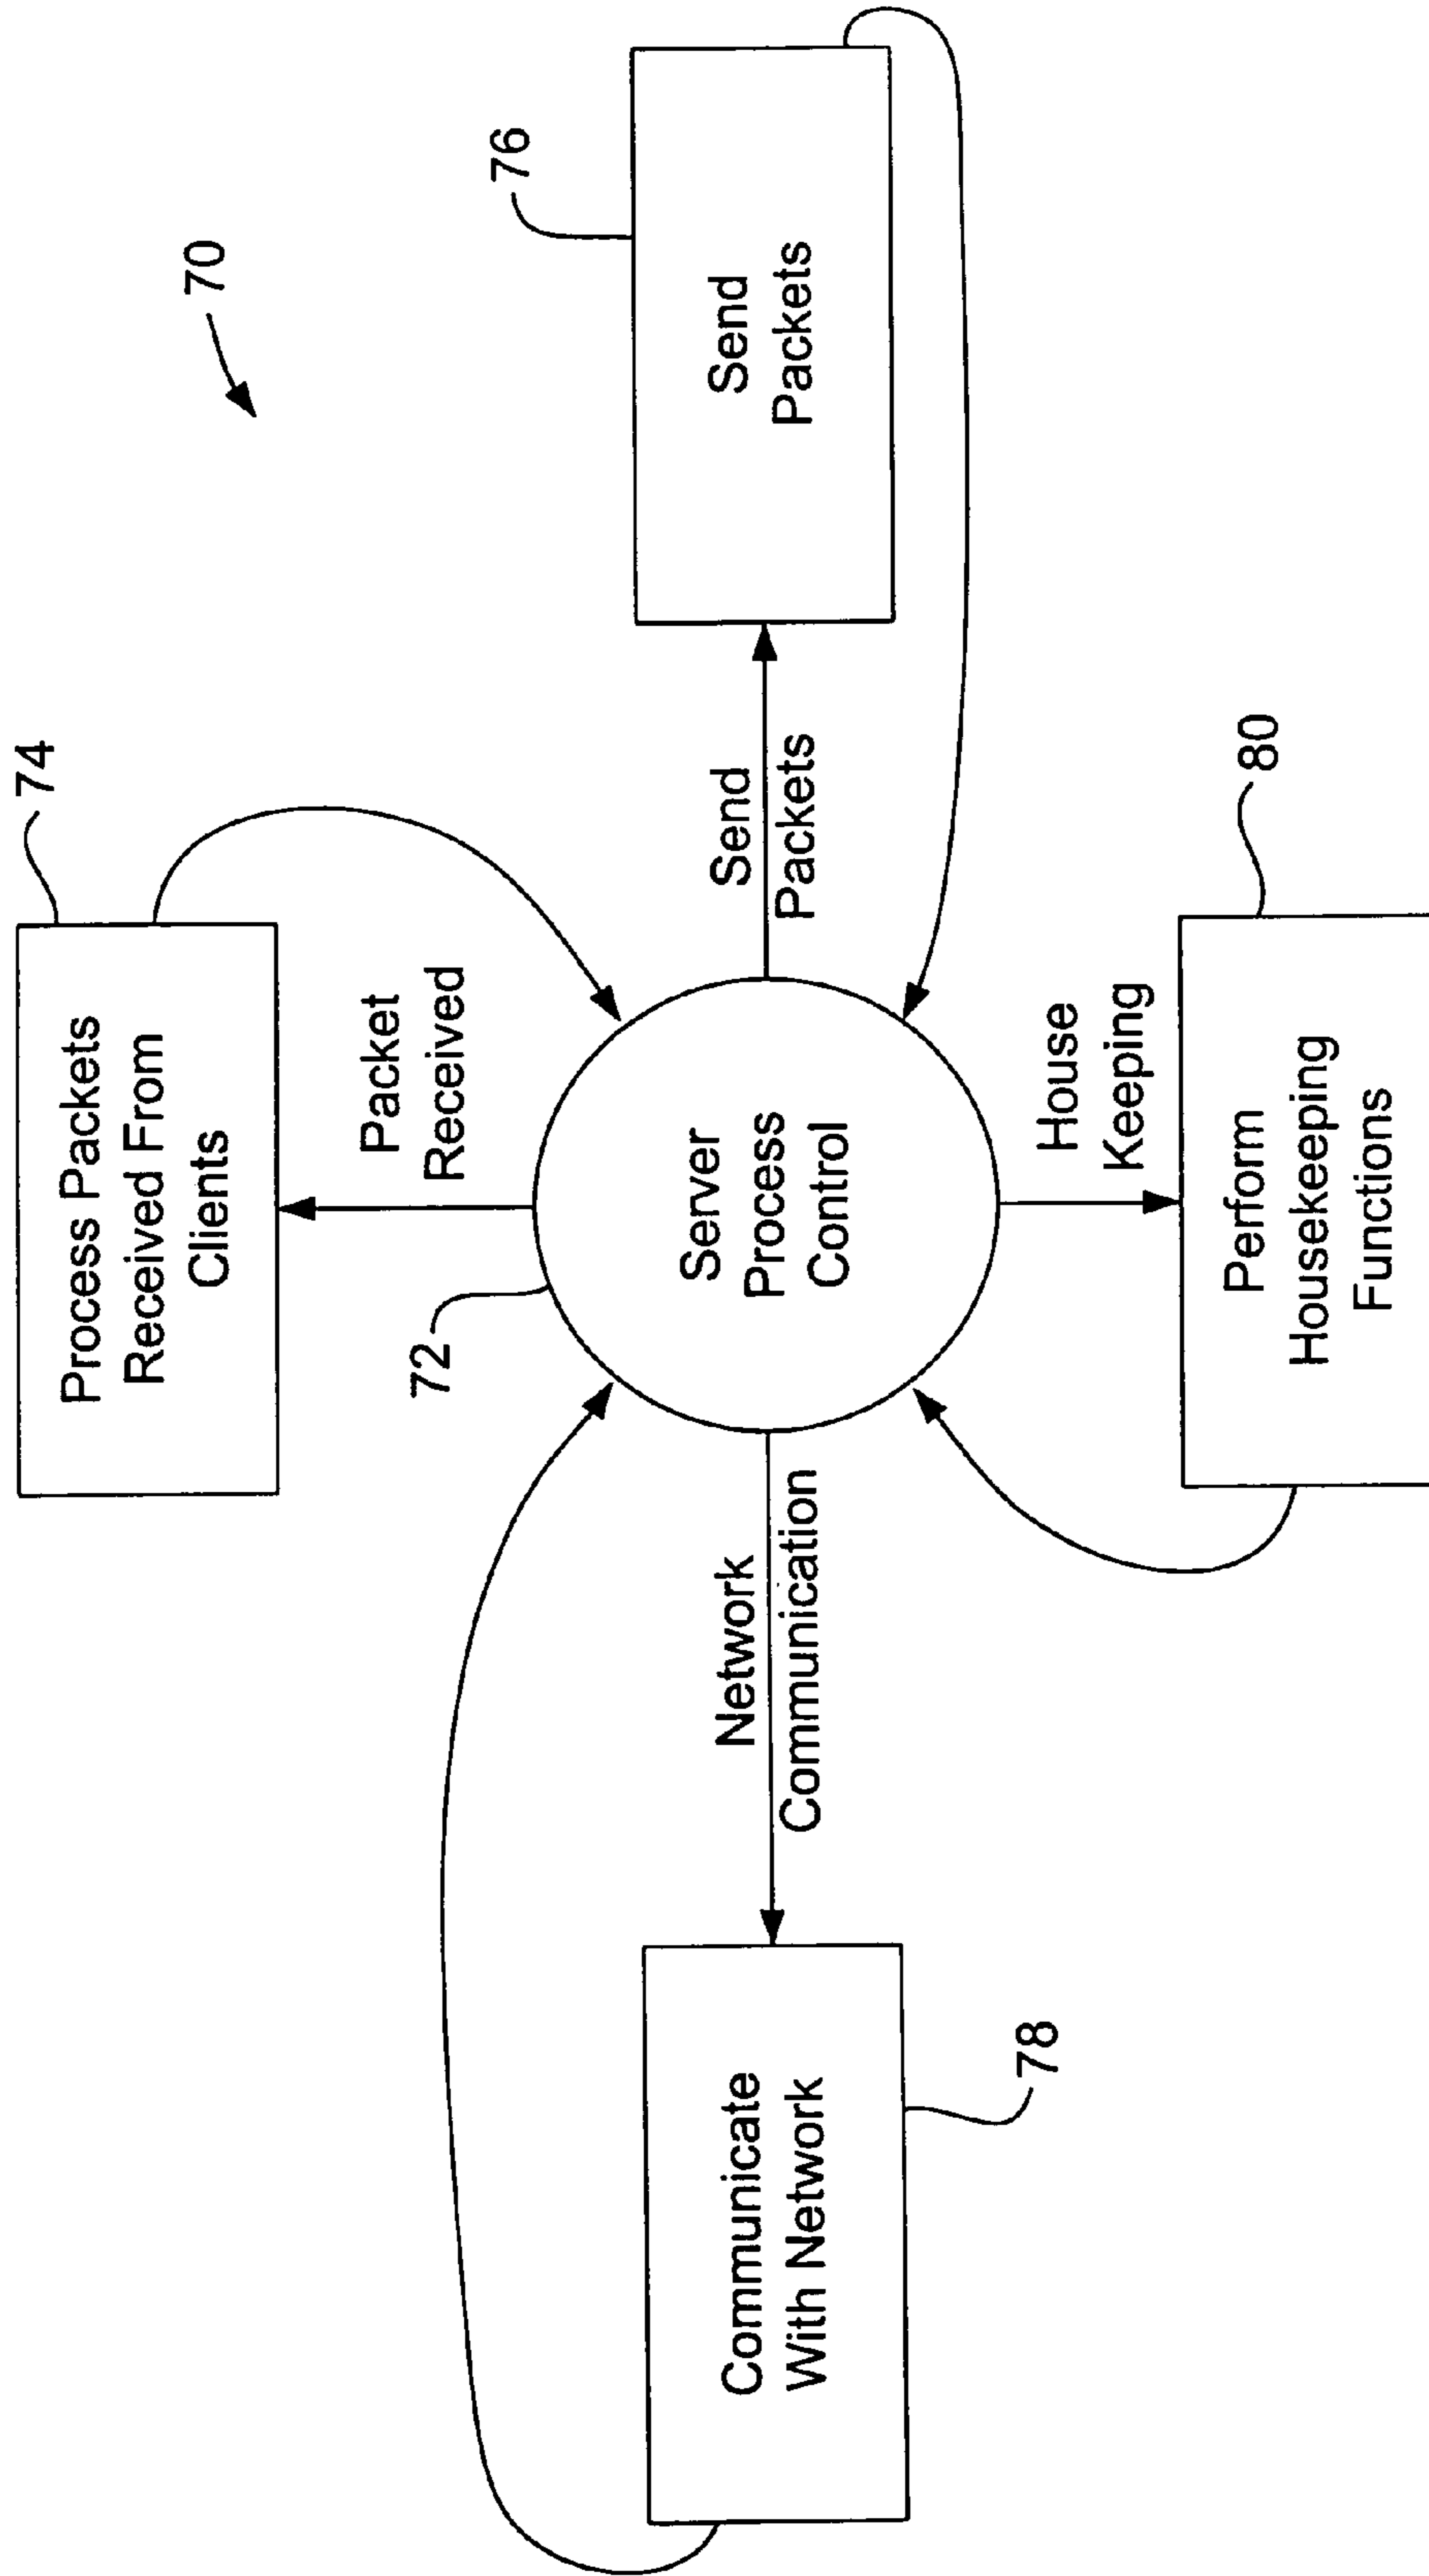 70
74
Process Packets
Received From
Clients
Packet
Received
72
Server
Process
Control
Send
Packets
76
Send
Packets
Network
Communication
Communicate
With Network
78
House
Keeping
80
Perform
Housekeeping
Functions